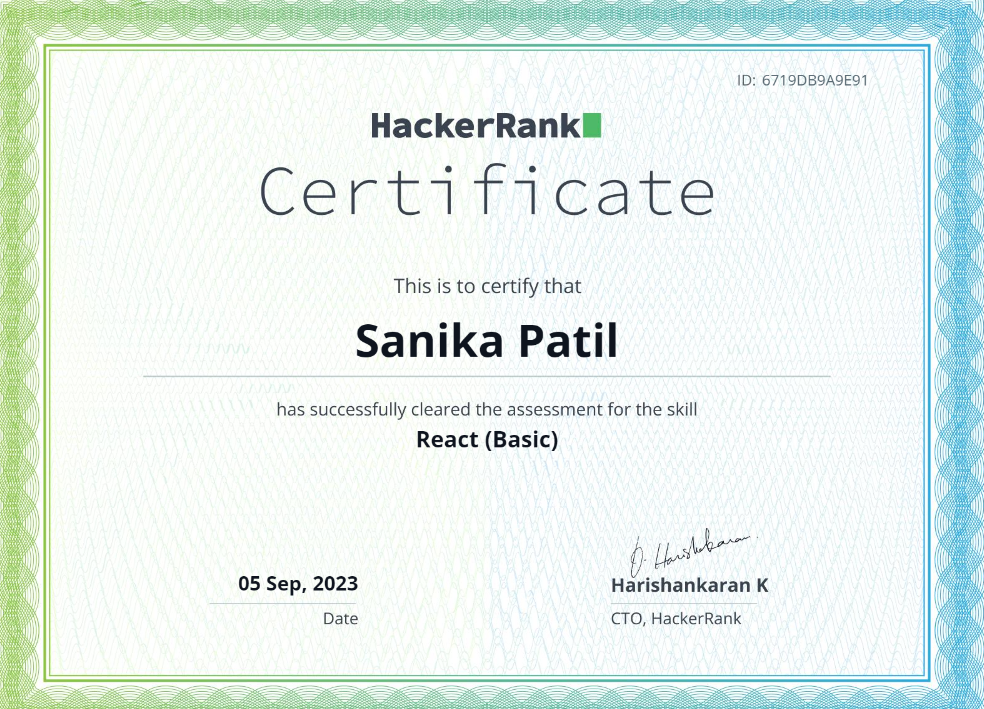 ID: 6719DB9A9E91
HackerRank
Certificate
This is to certify that
Sanika Patil
has successfully cleared the assessment for the skill
React (Basic)
05 Sep, 2023
Date
D. Harishankaran
Harishankaran K
CTO, HackerRank